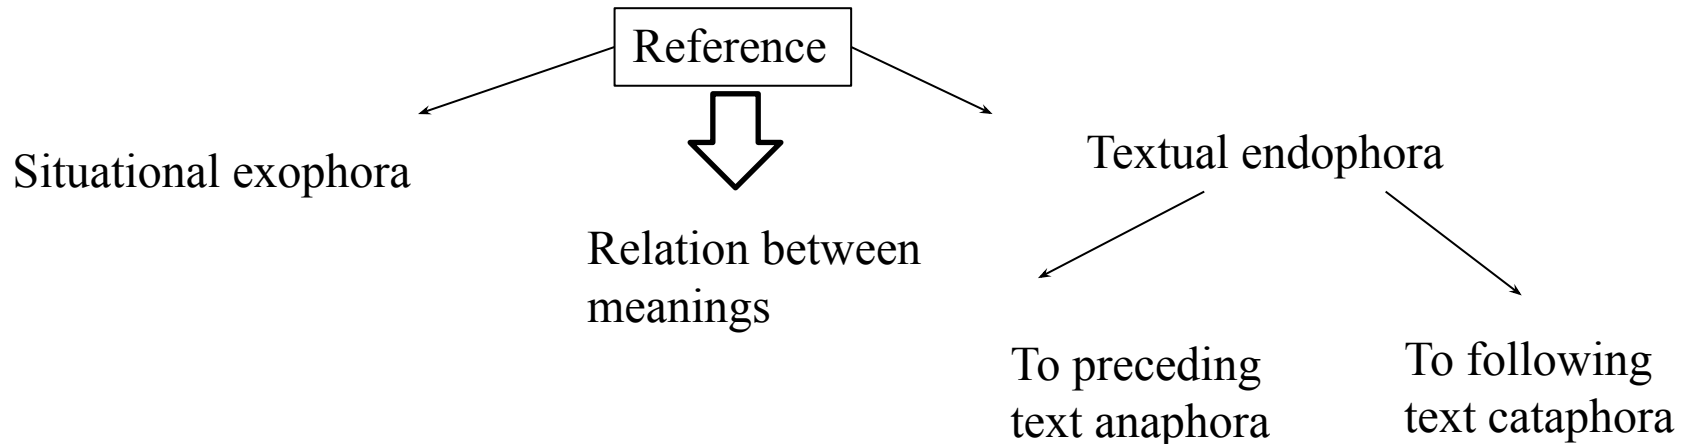 Reference
Situational exophora
Textual endophora
Relation between
meanings
To preceding
text anaphora
To following
text cataphora